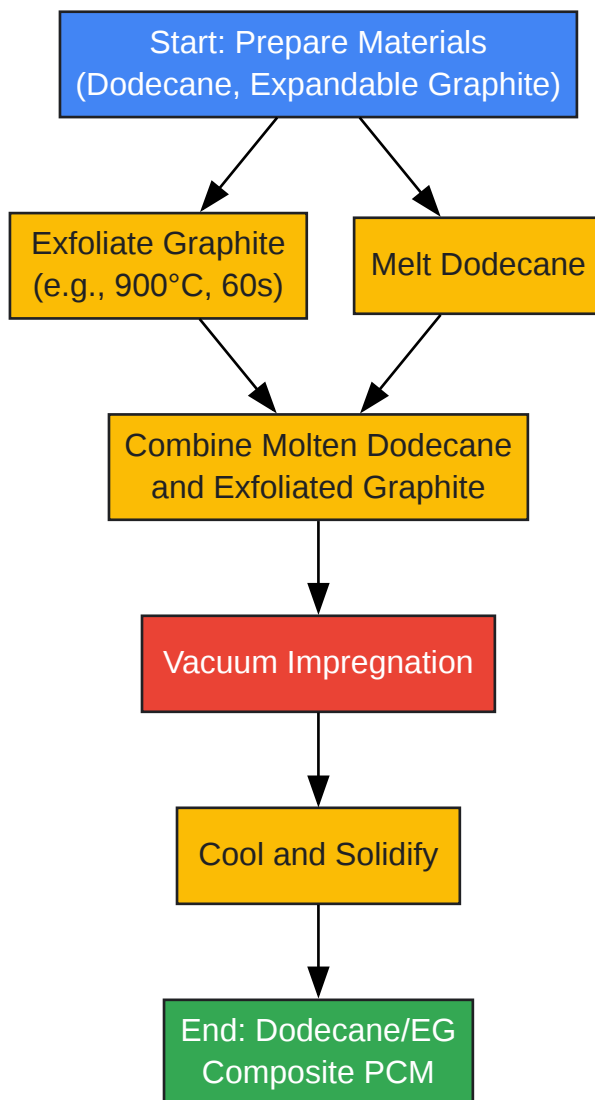 Start: Prepare Materials
(Dodecane, Expandable Graphite)
Exfoliate Graphite
(e.g., 900°C, 60s)
Melt Dodecane
Combine Molten Dodecane
and Exfoliated Graphite
Vacuum Impregnation
Cool and Solidify
End: Dodecane/EG
Composite PCM